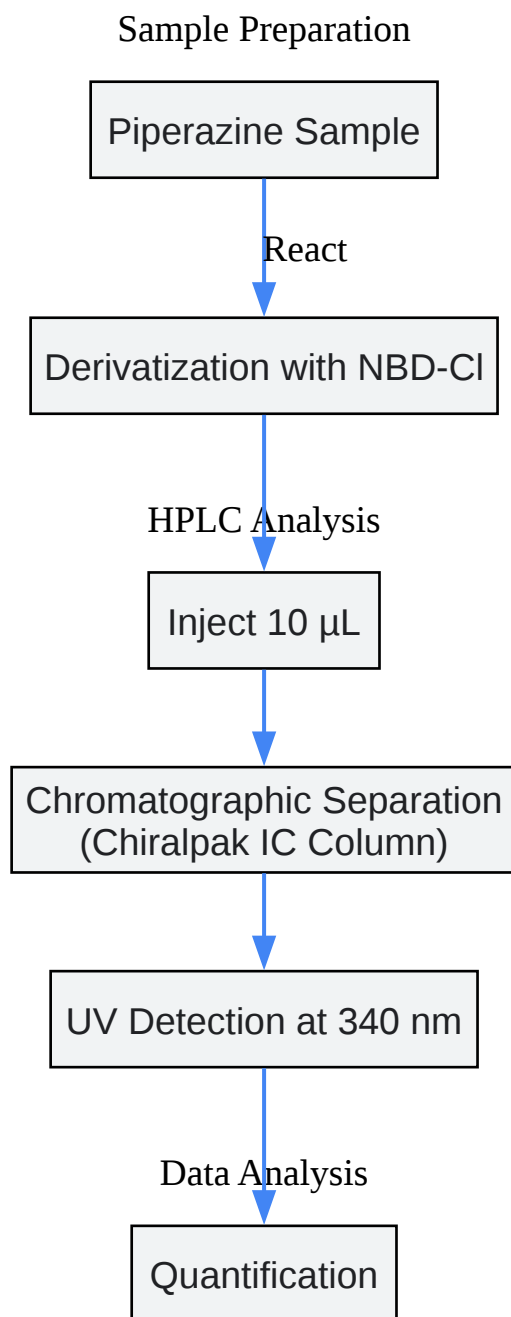 Sample Preparation
Piperazine Sample
React
Derivatization with NBD-Cl
HPLC Analysis
Inject 10 µL
Chromatographic Separation
(Chiralpak IC Column)
UV Detection at 340 nm
Data Analysis
Quantification